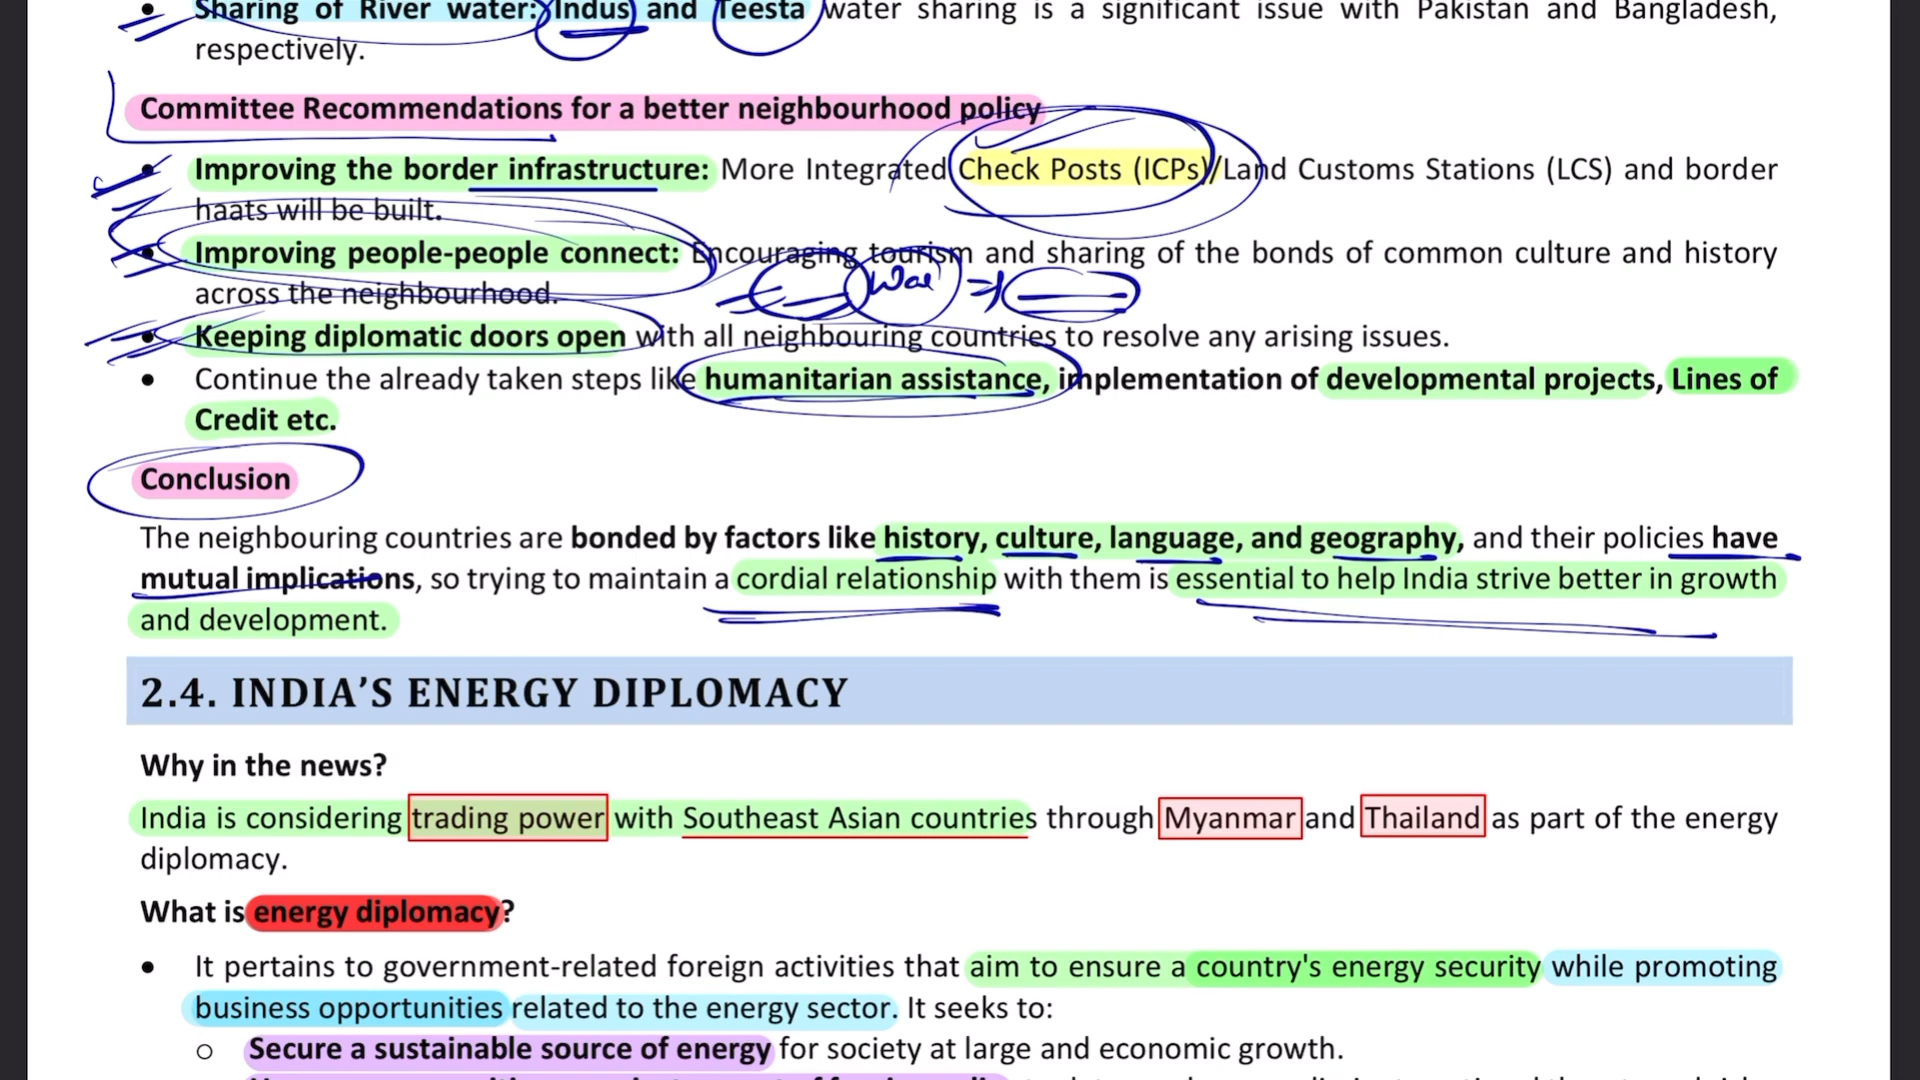 • Sharing of River water: Indus and Teesta water sharing is a significant issue with Pakistan and Bangladesh,
respectively.
Committee Recommendations for a better neighbourhood policy
• Improving the border infrastructure: More Integrated Check Posts (ICPs)/Land Customs Stations (LCS) and border
haats will be built.
• Improving people-people connect: Encouraging tourism and sharing of the bonds of common culture and history
War ⇒
across the neighbourhood.
• Keeping diplomatic doors open with all neighbouring countries to resolve any arising issues.
• Continue the already taken steps like humanitarian assistance, implementation of developmental projects, Lines of
Credit etc.
Conclusion
The neighbouring countries are bonded by factors like history, culture, language, and geography, and their policies have
mutual implications, so trying to maintain a cordial relationship with them is essential to help India strive better in growth
and development.
2.4. INDIA’S ENERGY DIPLOMACY
Why in the news?
India is considering trading power with Southeast Asian countries through Myanmar and Thailand as part of the energy
diplomacy.
What is energy diplomacy?
• It pertains to government-related foreign activities that aim to ensure a country's energy security while promoting
business opportunities related to the energy sector. It seeks to:
o Secure a sustainable source of energy for society at large and economic growth.